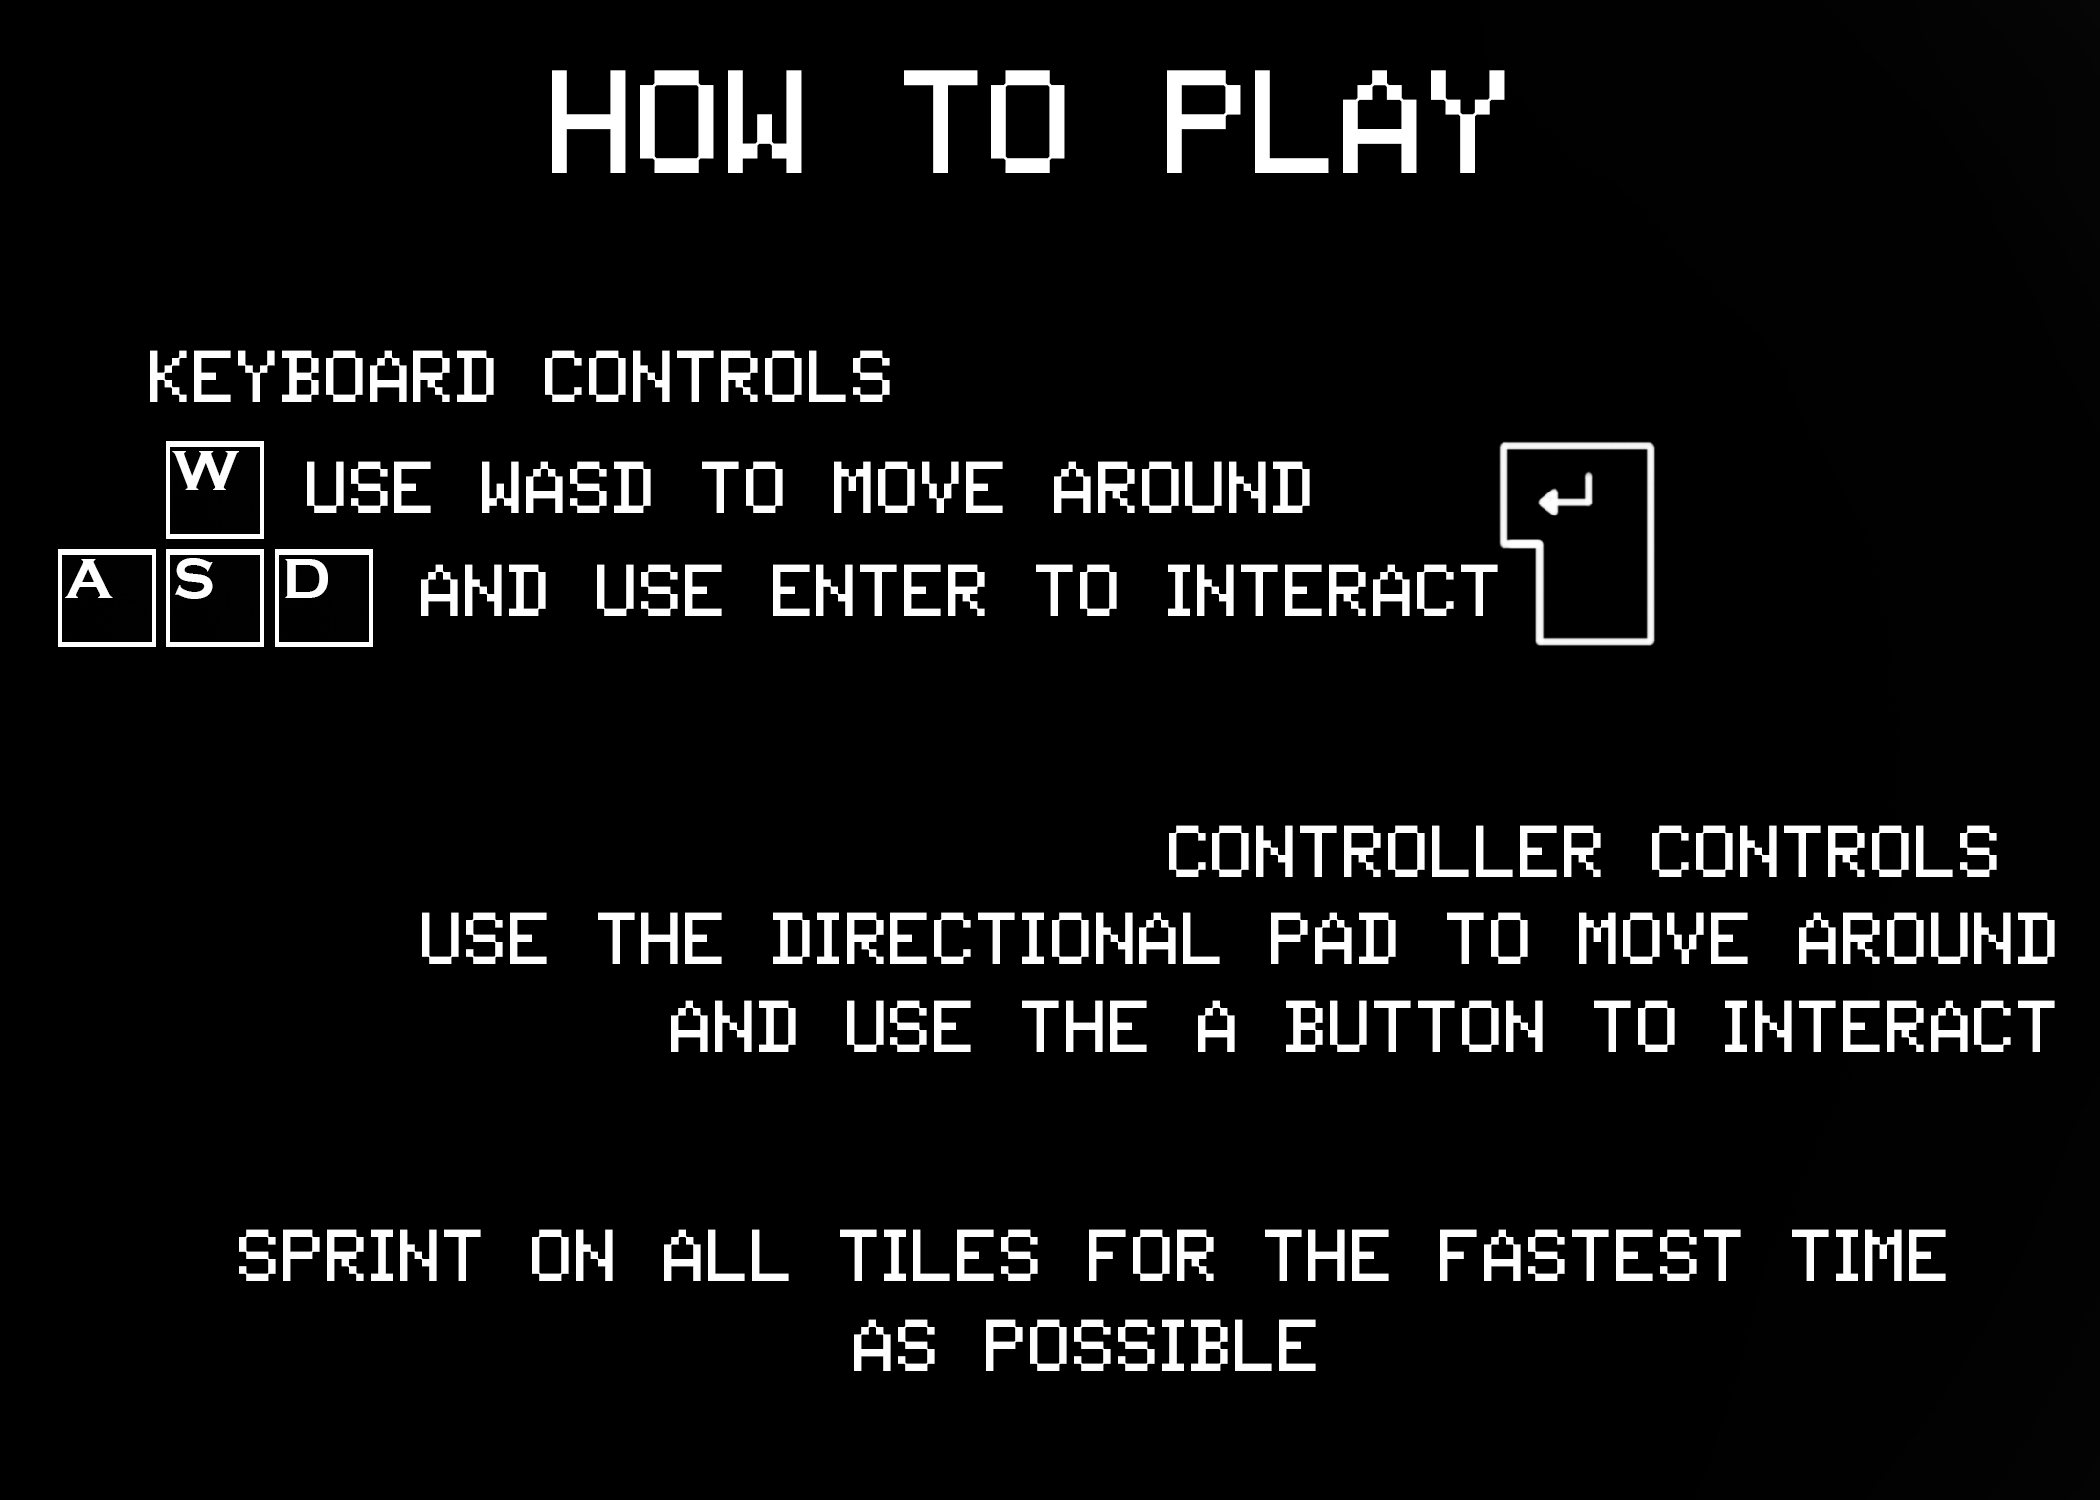 HOW TO PLAY
KEYBOARD CONTROLS
W USE WASD TO MOVE AROUND
A S D AND USE ENTER TO INTERACT
CONTROLLER CONTROLS
USE THE DIRECTIONAL PAD TO MOVE AROUND
AND USE THE A BUTTON TO INTERACT
SPRINT ON ALL TILES FOR THE FASTEST TIME
AS POSSIBLE